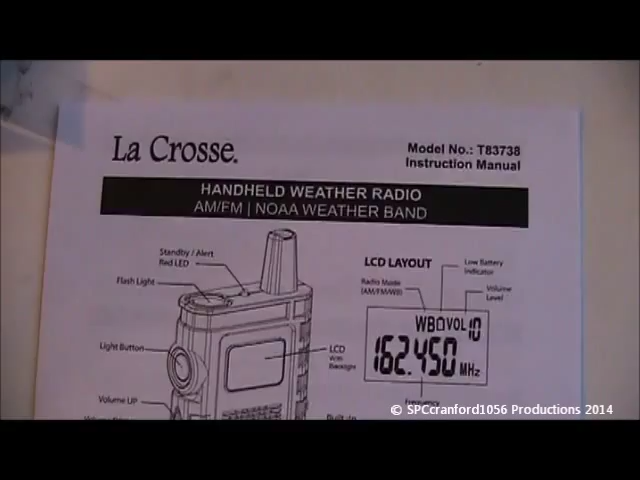 La Crosse.
Model No.: T83738
Instruction Manual
HANDHELD WEATHER RADIO
AM/FM | NOAA WEATHER BAND
Standby / Alert
Red LED
Flash Light
Light Button
Volume UP
LCD
With
Backlight
LCD LAYOUT
Low Battery
Indicator
Radio Mode
(AM/FM/WB)
Volume
Level
WB VOL 10
162.450 MHz
Frequency
© SPCcranford1056 Productions 2014